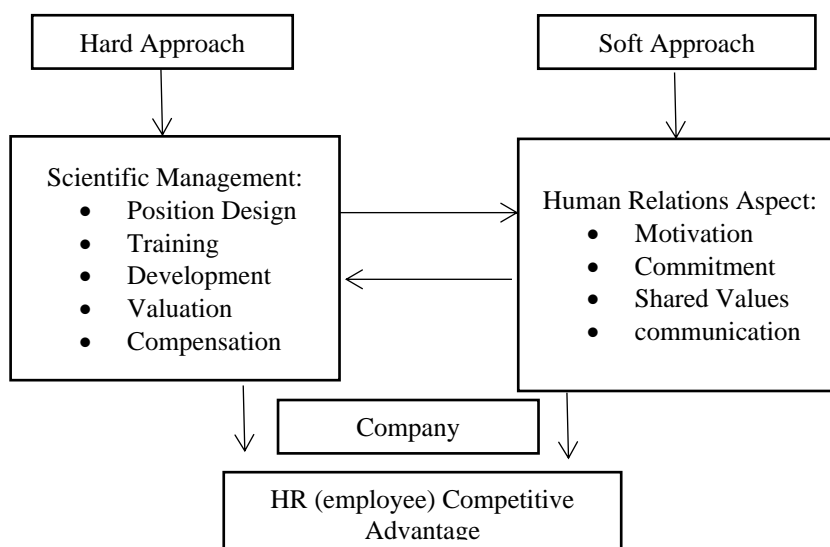 Hard Approach
Soft Approach
Scientific Management:
• Position Design
• Training
• Development
• Valuation
• Compensation
Human Relations Aspect:
• Motivation
• Commitment
• Shared Values
• communication
Company
HR (employee) Competitive
Advantage